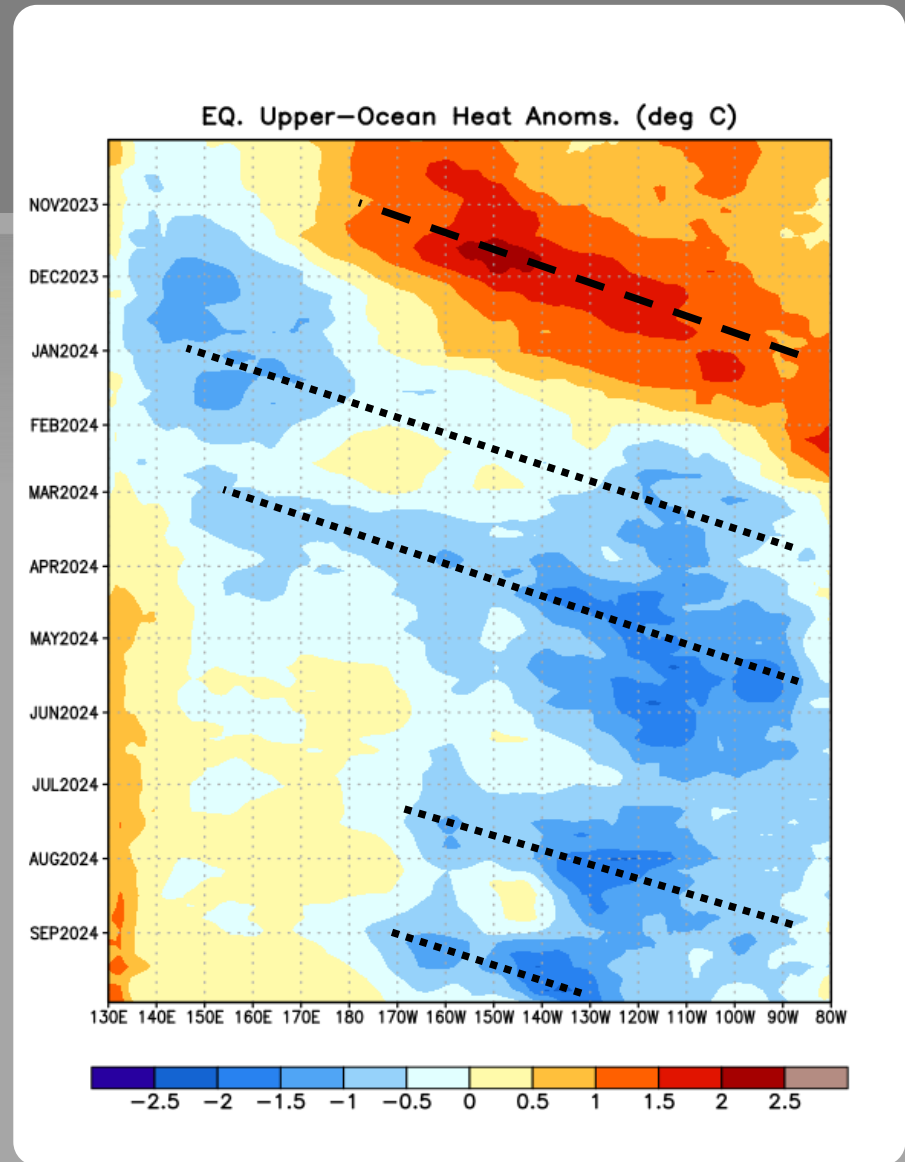 EQ. Upper-Ocean Heat Anoms. (deg C)
NOV2023
DEC2023
JAN2024
FEB2024
MAR2024
APR2024
MAY2024
JUN2024
JUL2024
AUG2024
SEP2024
130E 140E 150E 160E 170E 180 170W 160W 150W 140W 130W 120W 110W 100W 90W 80W
-2.5 -2 -1.5 -1 -0.5 0 0.5 1 1.5 2 2.5